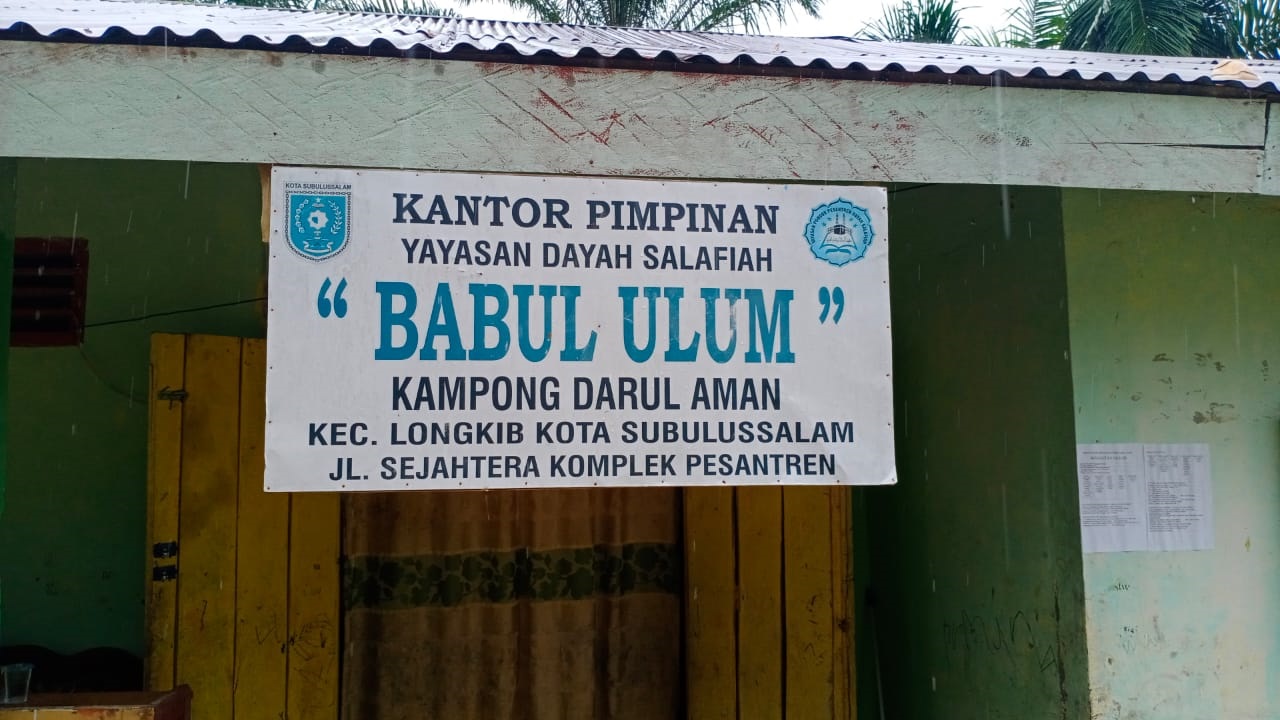 KOTA SUBULUSSALAM
KANTOR PIMPINAN
YAYASAN DAYAH SALAFIAH
“ BABUL ULUM ”
KAMPONG DARUL AMAN
KEC. LONGKIB KOTA SUBULUSSALAM
JL. SEJAHTERA KOMPLEK PESANTREN